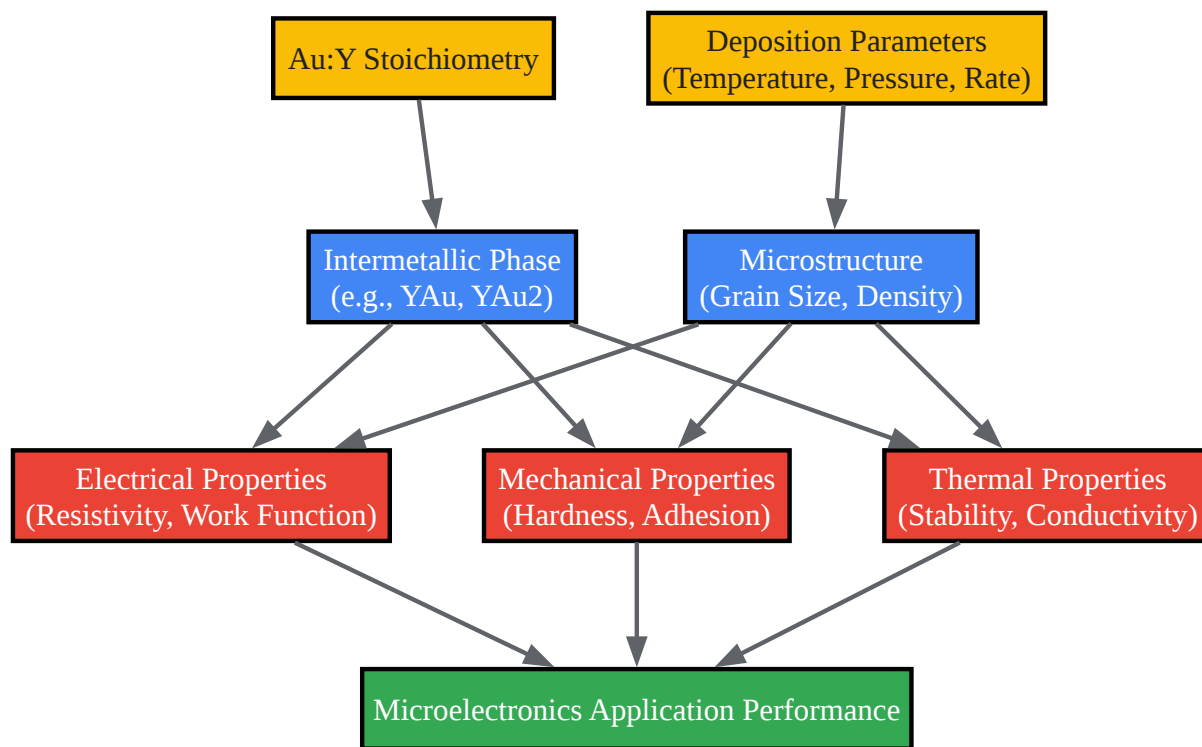 Au:Y Stoichiometry
Deposition Parameters
(Temperature, Pressure, Rate)
Intermetallic Phase
(e.g., YAu, YAu2)
Microstructure
(Grain Size, Density)
Electrical Properties
(Resistivity, Work Function)
Mechanical Properties
(Hardness, Adhesion)
Thermal Properties
(Stability, Conductivity)
Microelectronics Application Performance